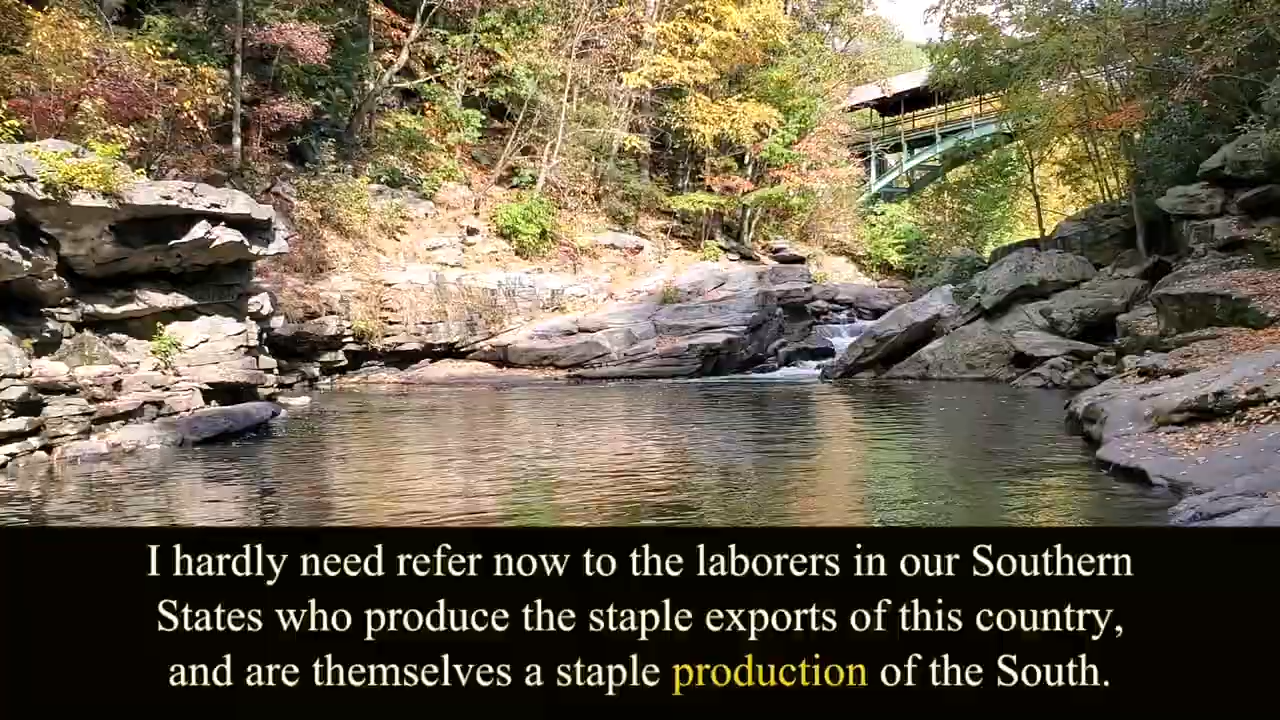 I hardly need refer now to the laborers in our Southern
States who produce the staple exports of this country,
and are themselves a staple production of the South.